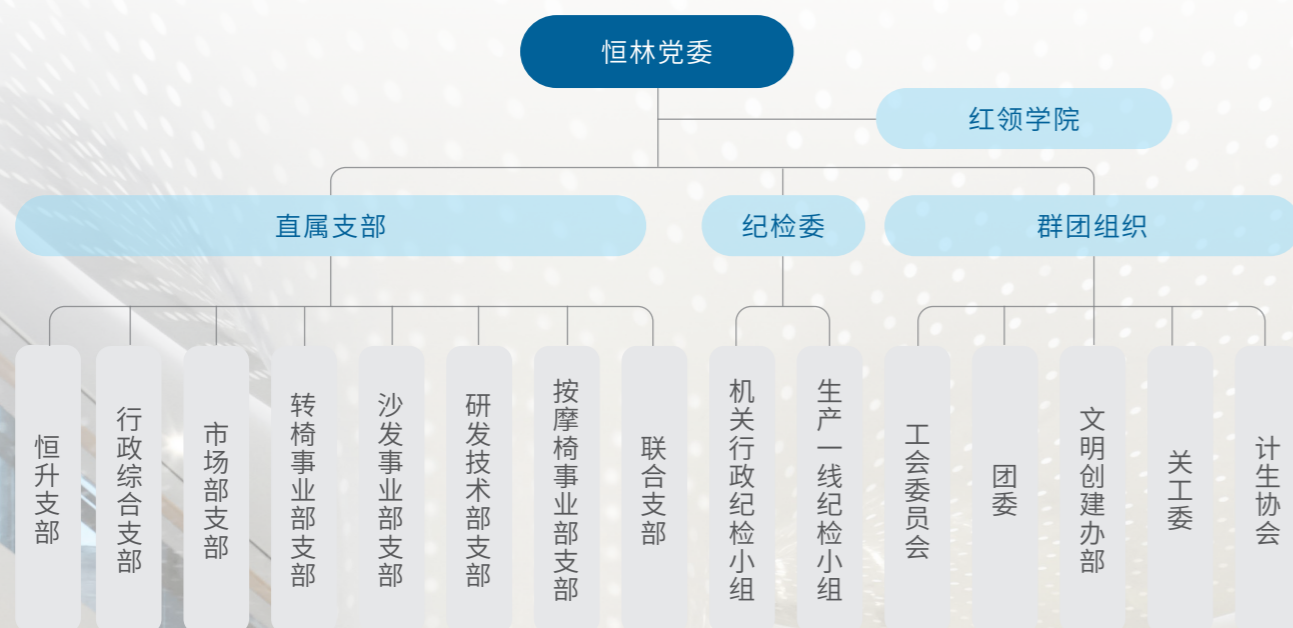 恒林党委
红领学院
直属支部
纪检委
群团组织
恒升支部
行政综合支部
市场部支部
转椅事业部支部
沙发事业部支部
研发技术部支部
按摩椅事业部支部
联合支部
机关行政纪检小组
生产一线纪检小组
工会委员会
团委
文明创建办部
关工委
计生协会